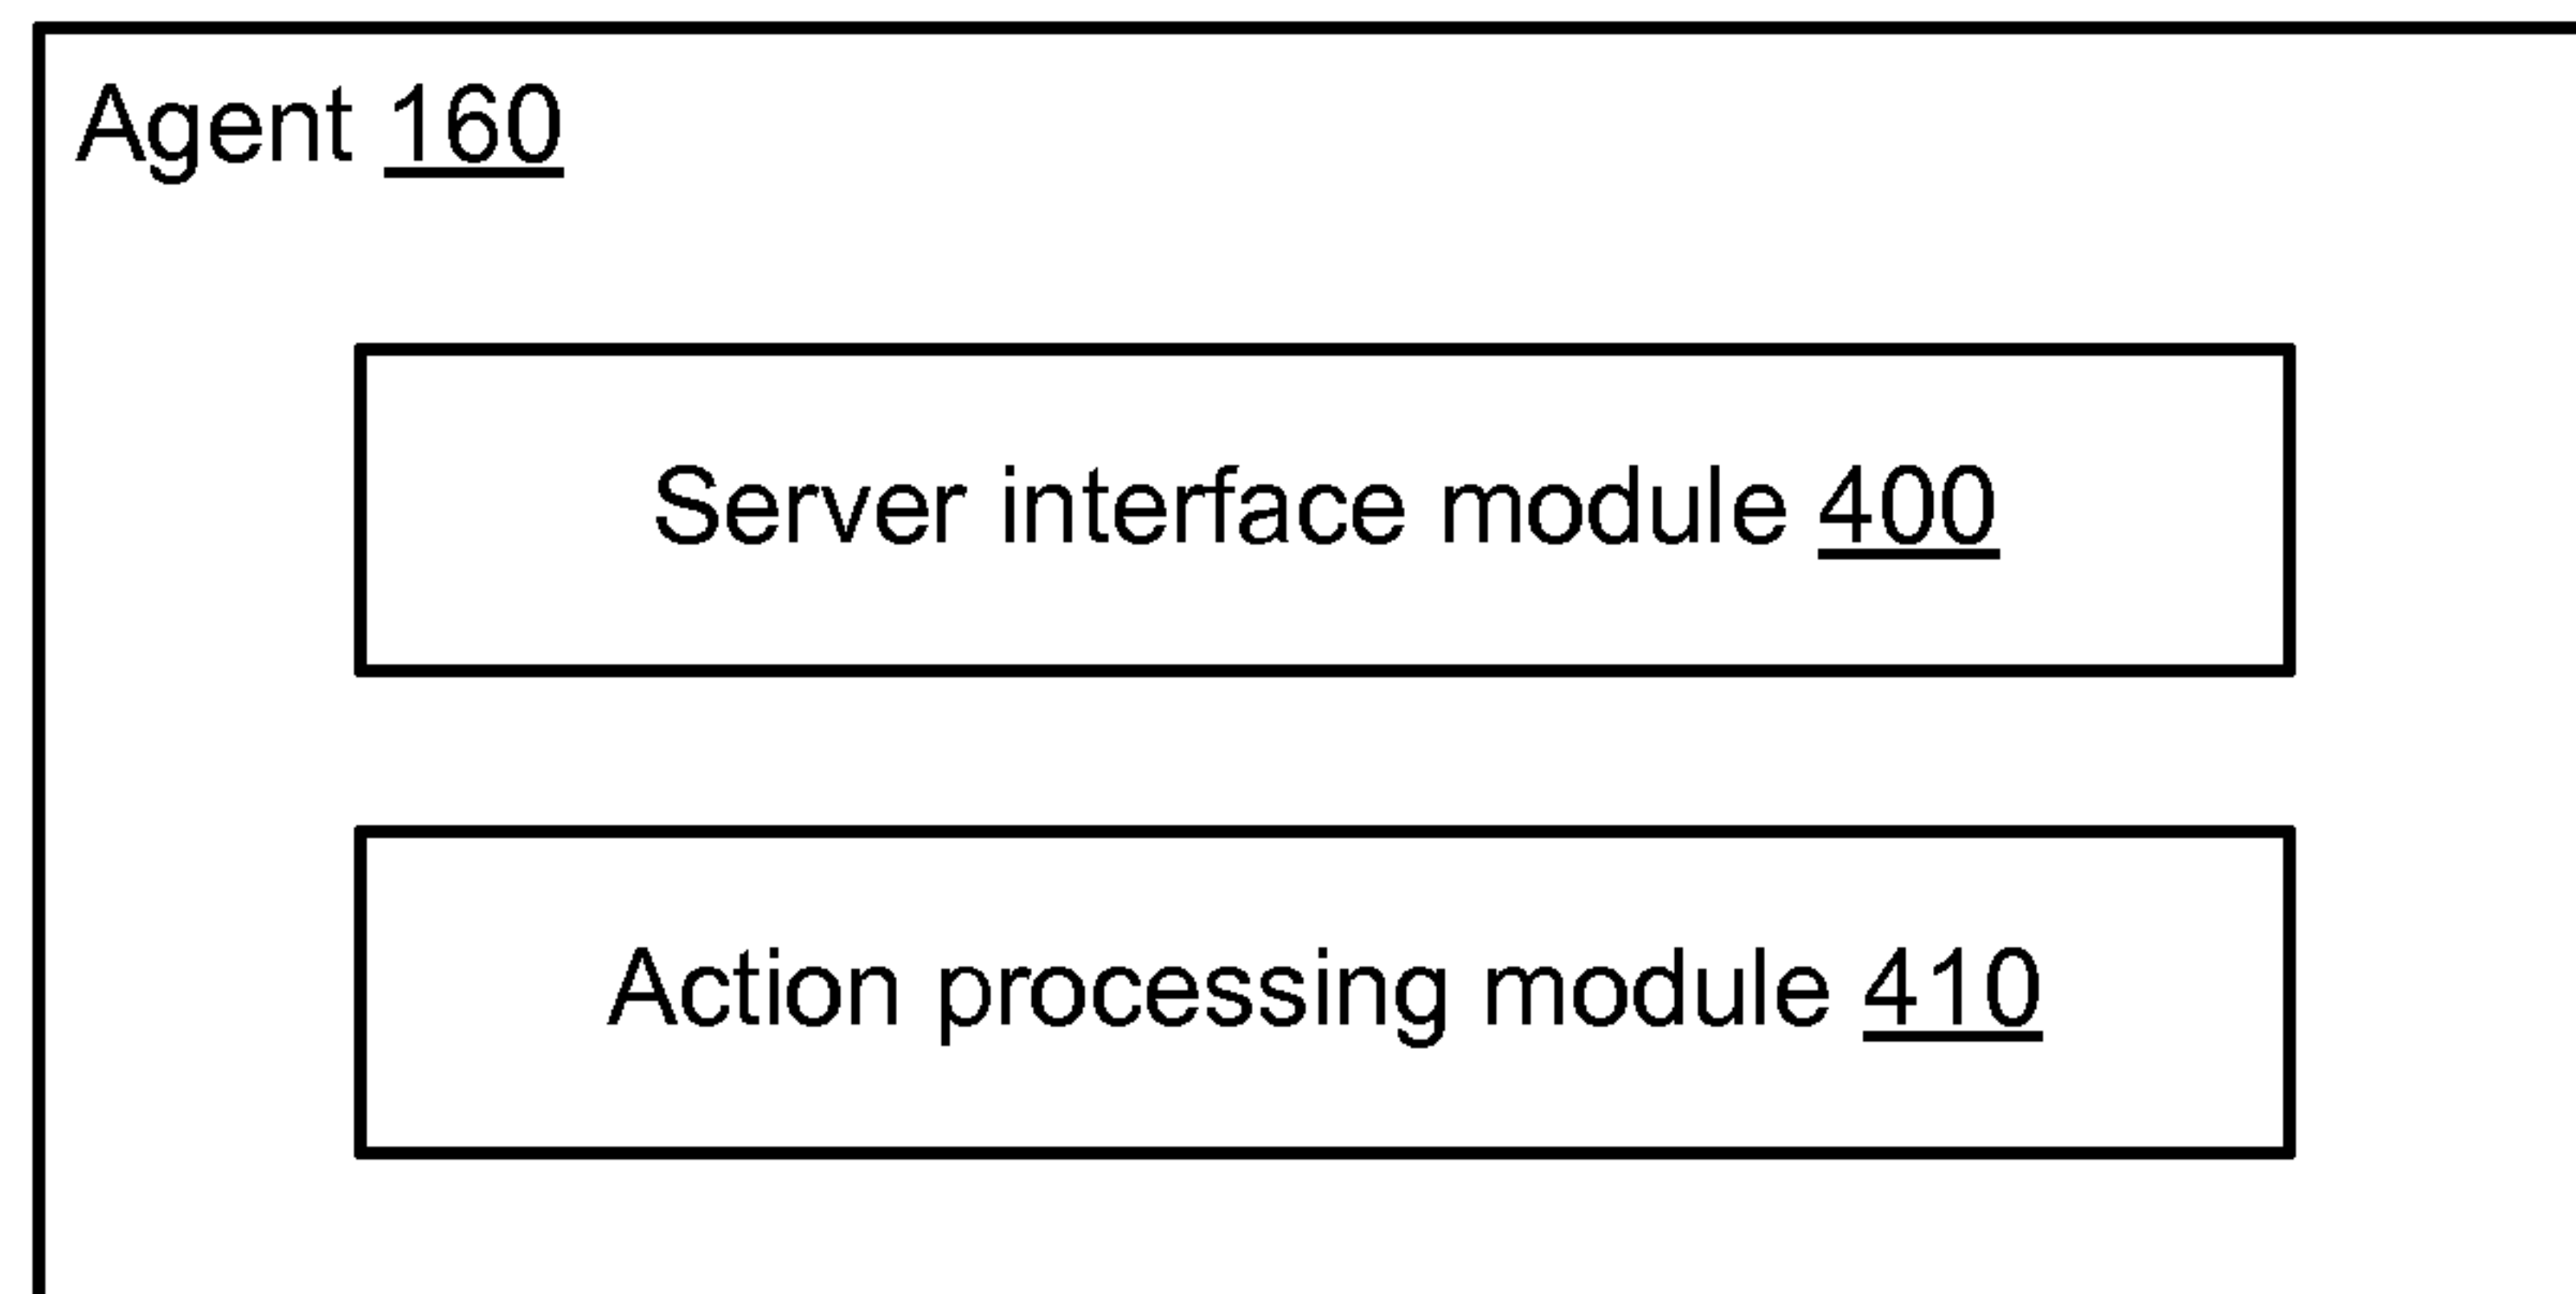 Agent 160
Server interface module 400
Action processing module 410